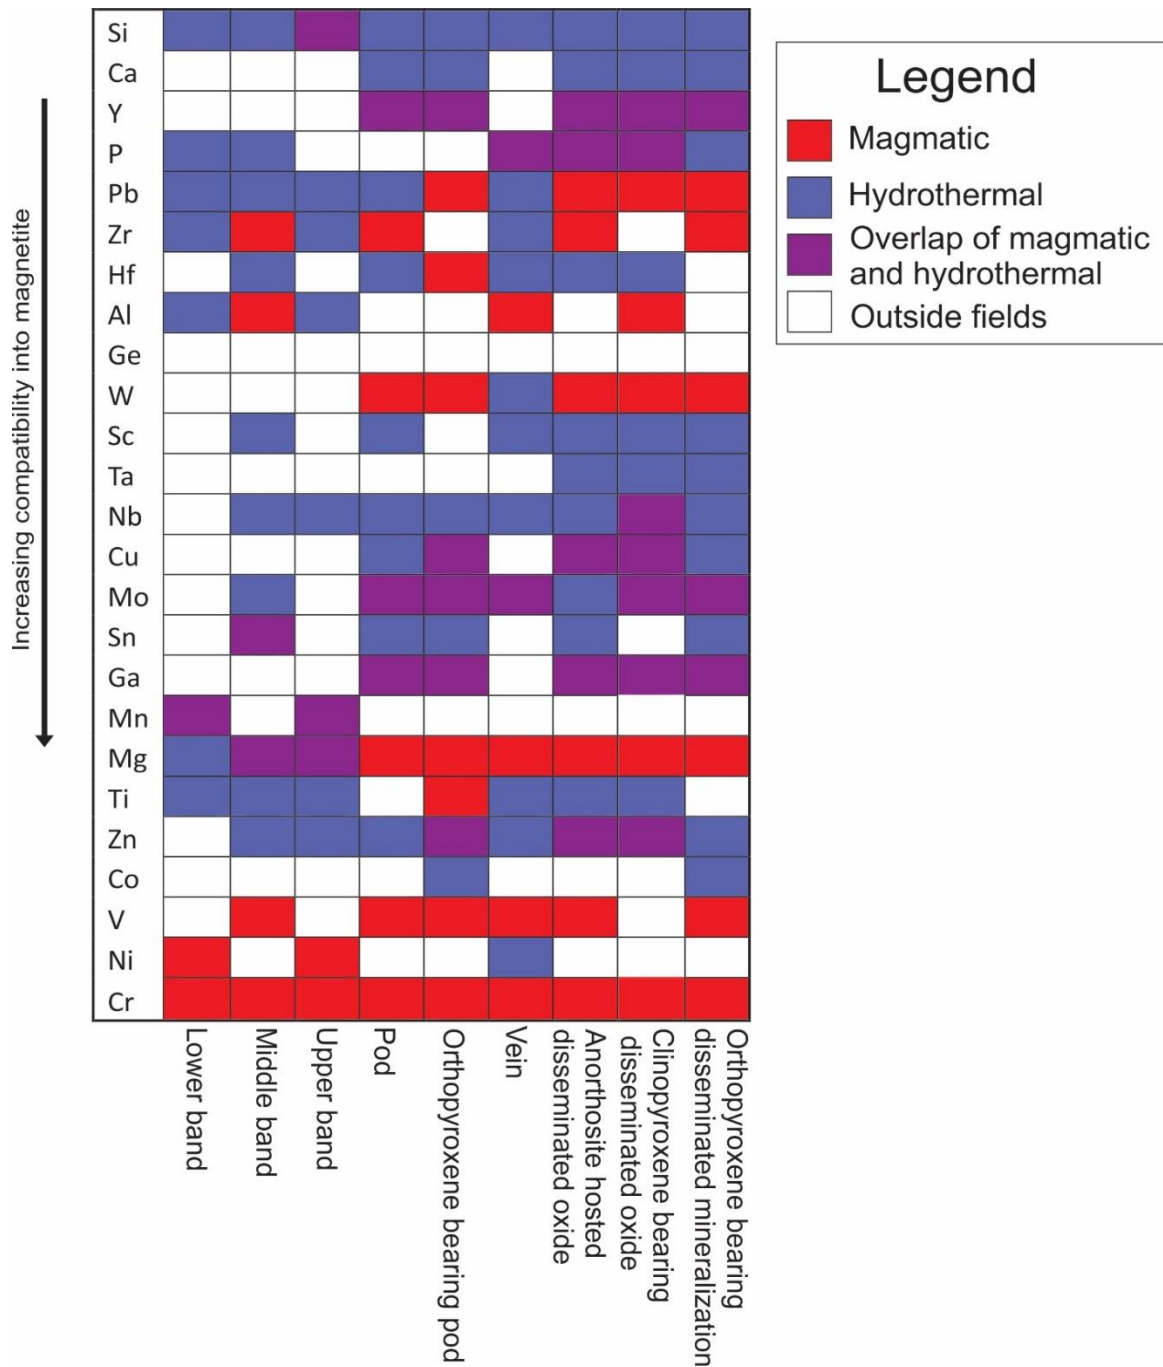 Si
Ca
Y
P
Pb
Zr
Hf
Al
Ge
W
Sc
Ta
Nb
Cu
Mo
Sn
Ga
Mn
Mg
Ti
Zn
Co
V
Ni
Cr
Increasing compatibility into magnetite
Lower band
Middle band
Upper band
Pod
Orthopyroxene bearing pod
Vein
Anorthosite hosted
disseminated oxide
Clinopyroxene bearing
disseminated oxide
Orthopyroxene bearing
disseminated mineralization
Legend
Magmatic
Hydrothermal
Overlap of magmatic
and hydrothermal
Outside fields